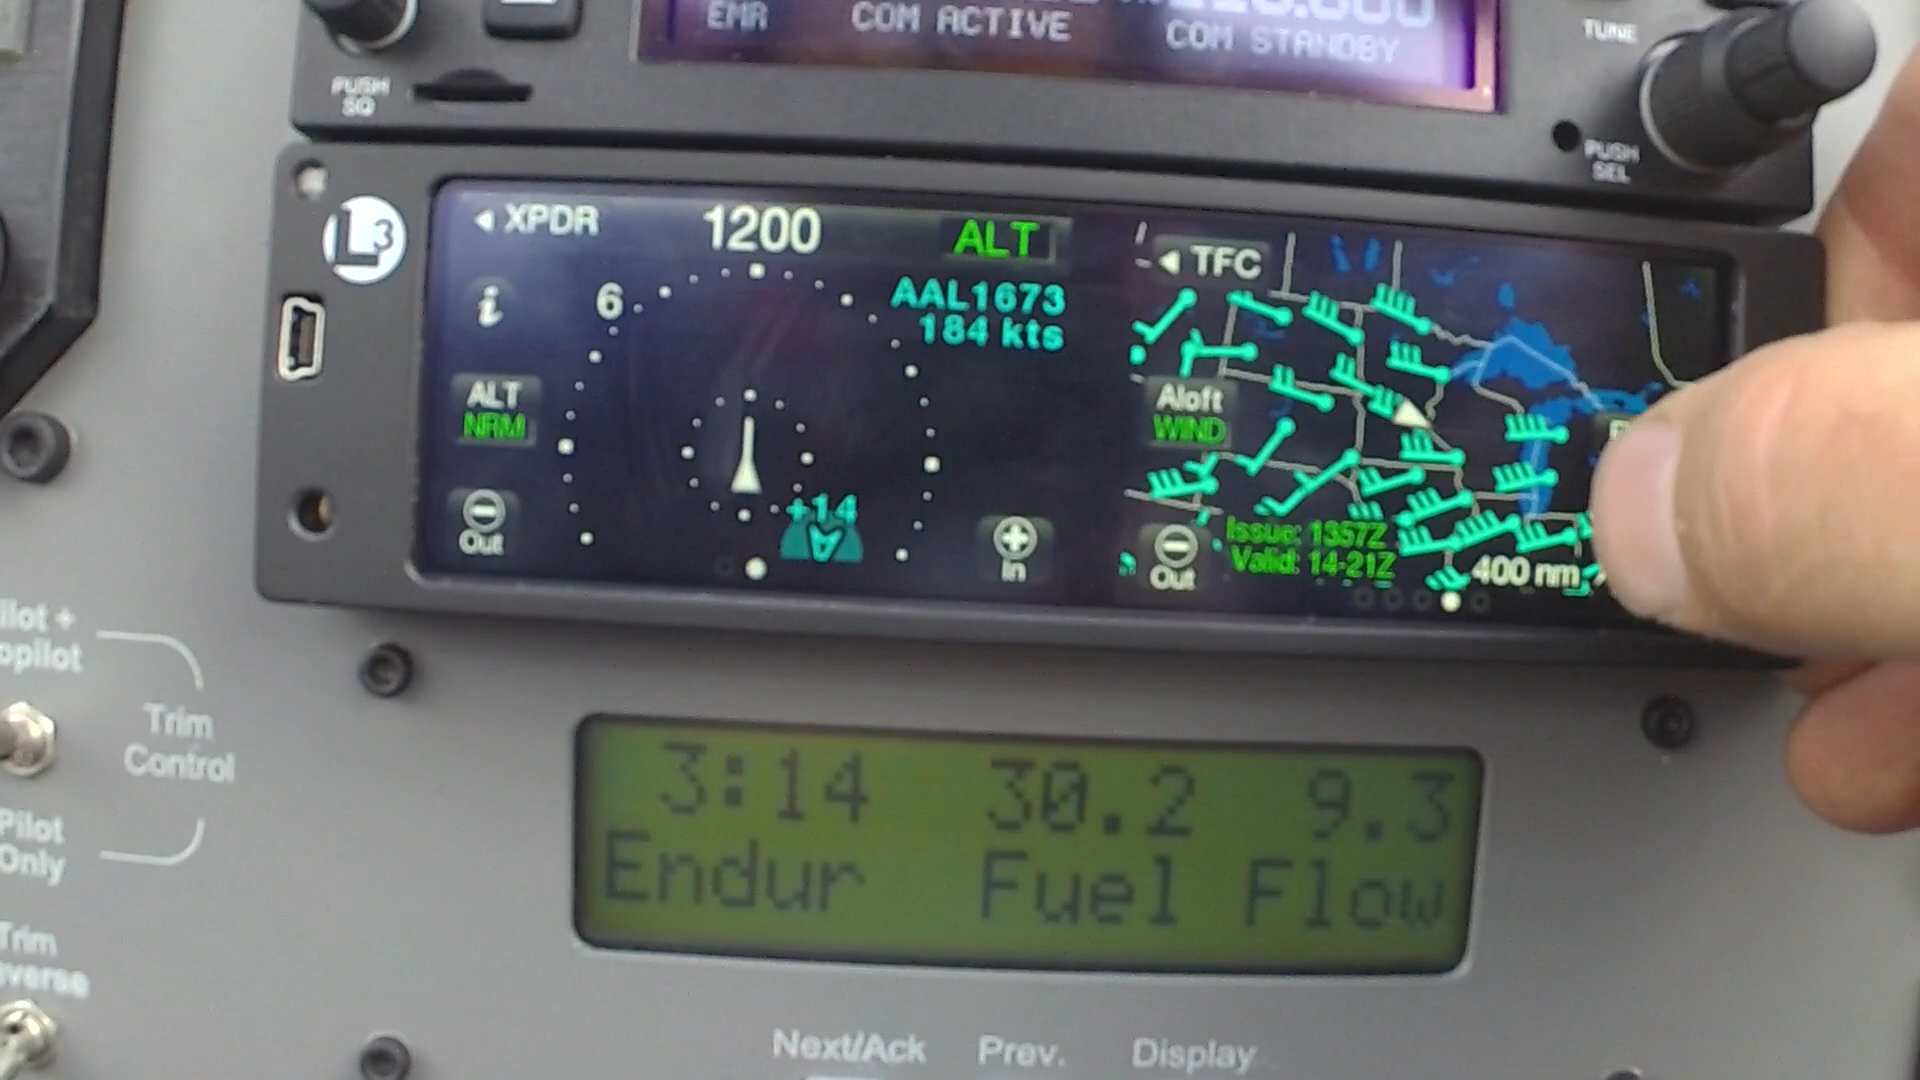 EMR
COM ACTIVE
COM STANDBY
TUNE
PUSH
SQ
PUSH
SEL
L3
XPDR
1200
ALT
TFC
6
AAL1673
184 kts
ALT
NRM
Aloft
WIND
+14
Out
In
Out
Issue: 1357Z
Valid: 14-21Z
400 nm
Trim
Control
Only
Trim
3:14 30.2 9.3
Endur Fuel Flow
Next/Ack
Prev.
Display